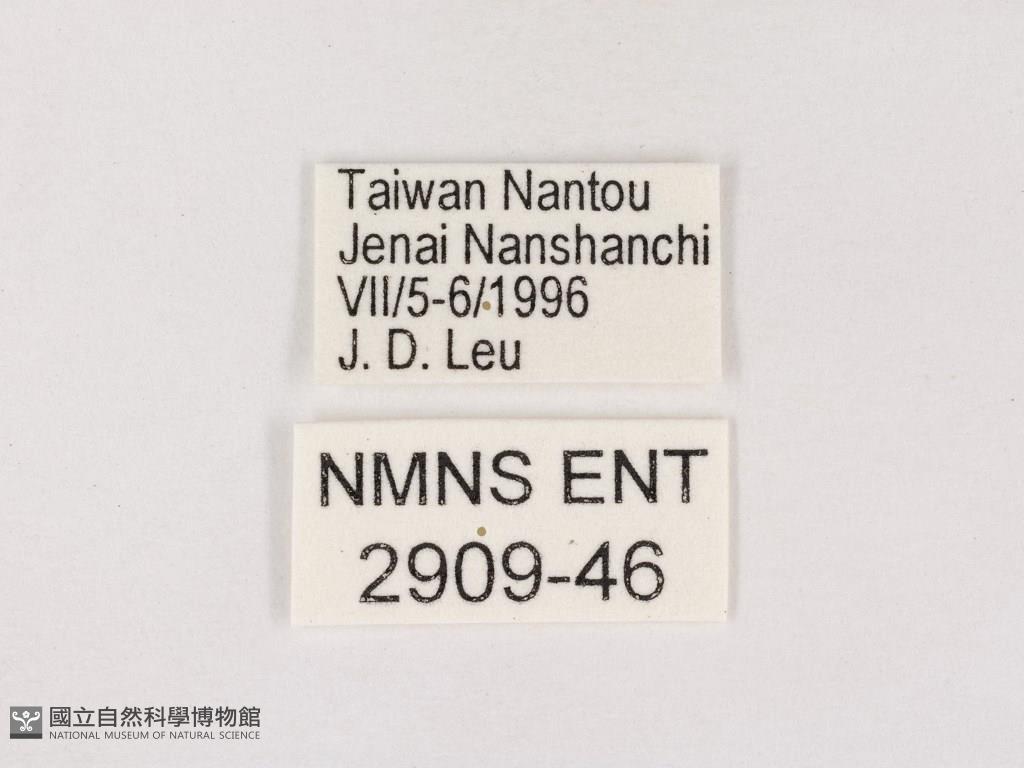 Taiwan Nantou
Jenai Nanshanchi
VII/5-6/1996
J. D. Leu
NMNS ENT
2909-46
國立自然科學博物館
NATIONAL MUSEUM OF NATURAL SCIENCE